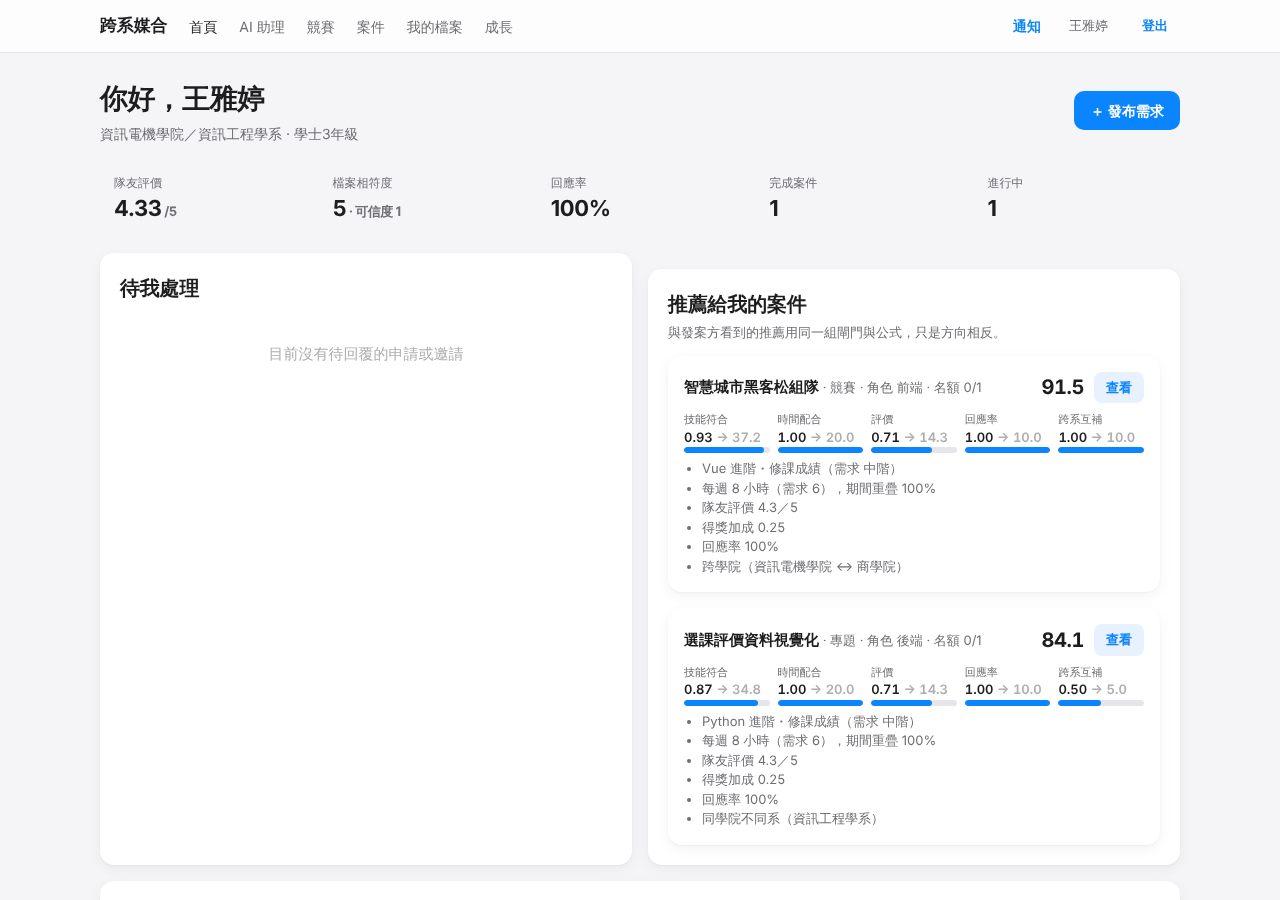 跨系媒合 首頁 AI 助理 競賽 案件 我的檔案 成長 通知 王雅婷 登出
你好，王雅婷
資訊電機學院／資訊工程學系 · 學士3年級
＋ 發布需求
隊友評價 檔案相符度 回應率 完成案件 進行中
4.33 /5 5 · 可信度 1 100% 1 1
待我處理
目前沒有待回覆的申請或邀請
推薦給我的案件
與發案方看到的推薦用同一組閘門與公式，只是方向相反。
智慧城市黑客松組隊 · 競賽 · 角色 前端 · 名額 0/1 91.5 查看
技能符合 時間配合 評價 回應率 跨系互補
0.93 → 37.2 1.00 → 20.0 0.71 → 14.3 1.00 → 10.0 1.00 → 10.0
• Vue 進階・修課成績（需求 中階）
• 每週 8 小時（需求 6），期間重疊 100%
• 隊友評價 4.3／5
• 得獎加成 0.25
• 回應率 100%
• 跨學院（資訊電機學院 ↔ 商學院）
選課評價資料視覺化 · 專題 · 角色 後端 · 名額 0/1 84.1 查看
技能符合 時間配合 評價 回應率 跨系互補
0.87 → 34.8 1.00 → 20.0 0.71 → 14.3 1.00 → 10.0 0.50 → 5.0
• Python 進階・修課成績（需求 中階）
• 每週 8 小時（需求 6），期間重疊 100%
• 隊友評價 4.3／5
• 得獎加成 0.25
• 回應率 100%
• 同學院不同系（資訊工程學系）